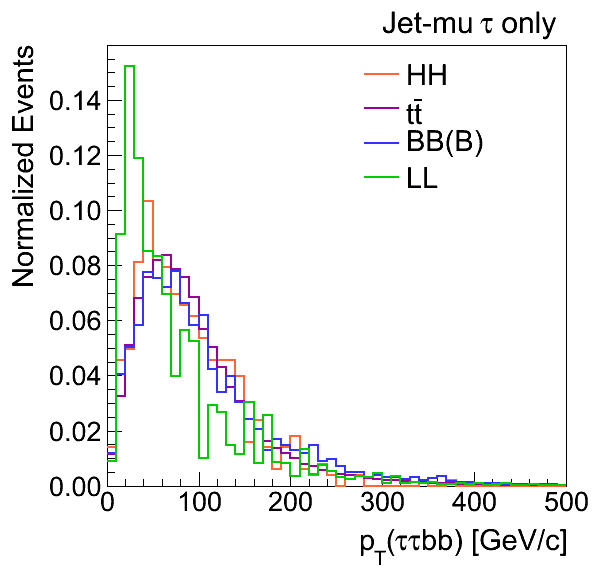 Jet-mu τ only
HH
tt̄
BB(B)
LL
Normalized Events
0.14
0.12
0.10
0.08
0.06
0.04
0.02
0.00
0 100 200 300 400 500
p_T(ττbb) [GeV/c]